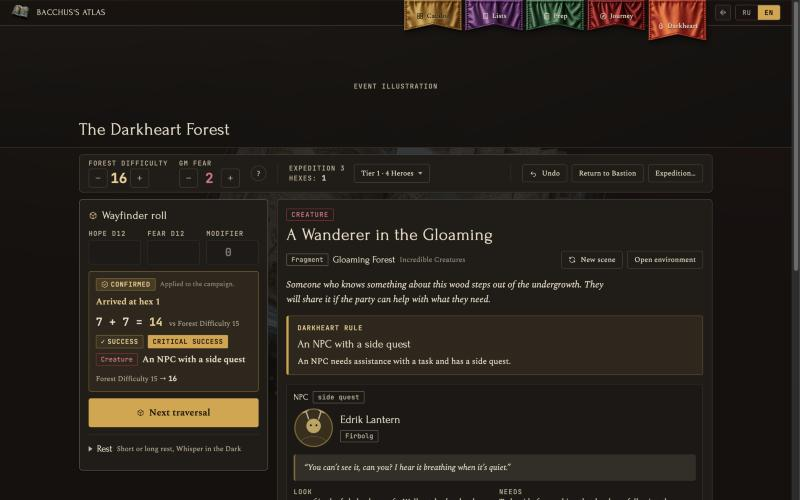 BACCHUS'S ATLAS
Lists
Prep
Journey
Darkheart
RU
EN
EVENT ILLUSTRATION
The Darkheart Forest
FOREST DIFFICULTY
− 16 +
GM FEAR
− 2 +
?
EXPEDITION 3
HEXES: 1
Tier 1 · 4 Heroes
Undo
Return to Bastion
Expedition…
Wayfinder roll
HOPE D12
FEAR D12
MODIFIER
0
CONFIRMED
Applied to the campaign.
Arrived at hex 1
7 + 7 = 14 vs Forest Difficulty 15
✓ SUCCESS
CRITICAL SUCCESS
Creature An NPC with a side quest
Forest Difficulty 15 → 16
Next traversal
Rest Short or long rest, Whisper in the Dark
CREATURE
A Wanderer in the Gloaming
Fragment Gloaming Forest Incredible Creatures
New scene
Open environment
Someone who knows something about this wood steps out of the undergrowth. They
will share it if the party can help with what they need.
DARKHEART RULE
An NPC with a side quest
An NPC needs assistance with a task and has a side quest.
NPC side quest
Edrik Lantern
Firbolg
“You can't see it, can you? I hear it breathing when it's quiet.”
LOOK
NEEDS